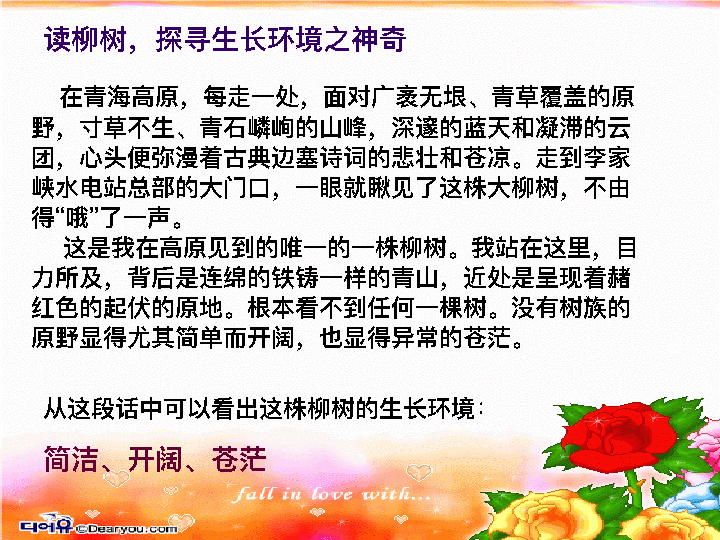 读柳树，探寻生长环境之神奇
在青海高原，每走一处，面对广袤无垠、青草覆盖的原
野，寸草不生、青石嶙峋的山峰，深邃的蓝天和凝滞的云
团，心头便弥漫着古典边塞诗词的悲壮和苍凉。走到李家
峡水电站总部的大门口，一眼就瞅见了这株大柳树，不由
得“哦”了一声。
这是我在高原见到的唯一的一株柳树。我站在这里，目
力所及，背后是连绵的铁铸一样的青山，近处是呈现着赭
红色的起伏的原地。根本看不到任何一棵树。没有树族的
原野显得尤其简单而开阔，也显得异常的苍茫。
从这段话中可以看出这株柳树的生长环境：
简洁、开阔、苍茫
fall in love with...
디어유 ©Dearyou.com